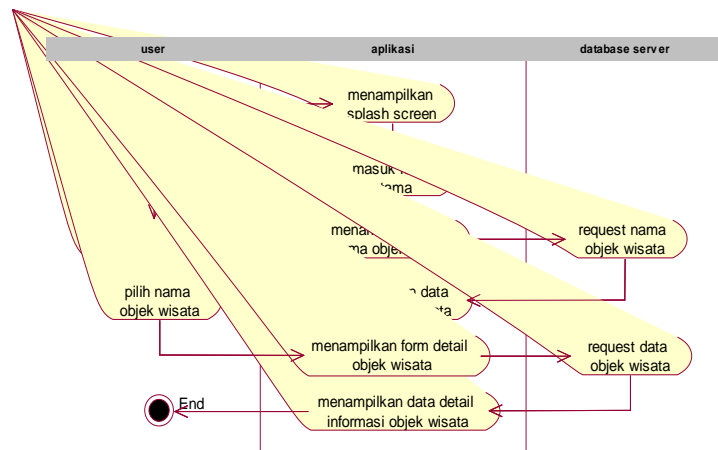 user
aplikasi
database server
menampilkan
splash screen
masuk
request nama
objek wisata
data
pilih nama
objek wisata
menampilkan form detail
objek wisata
request data
objek wisata
End
menampilkan data detail
informasi objek wisata